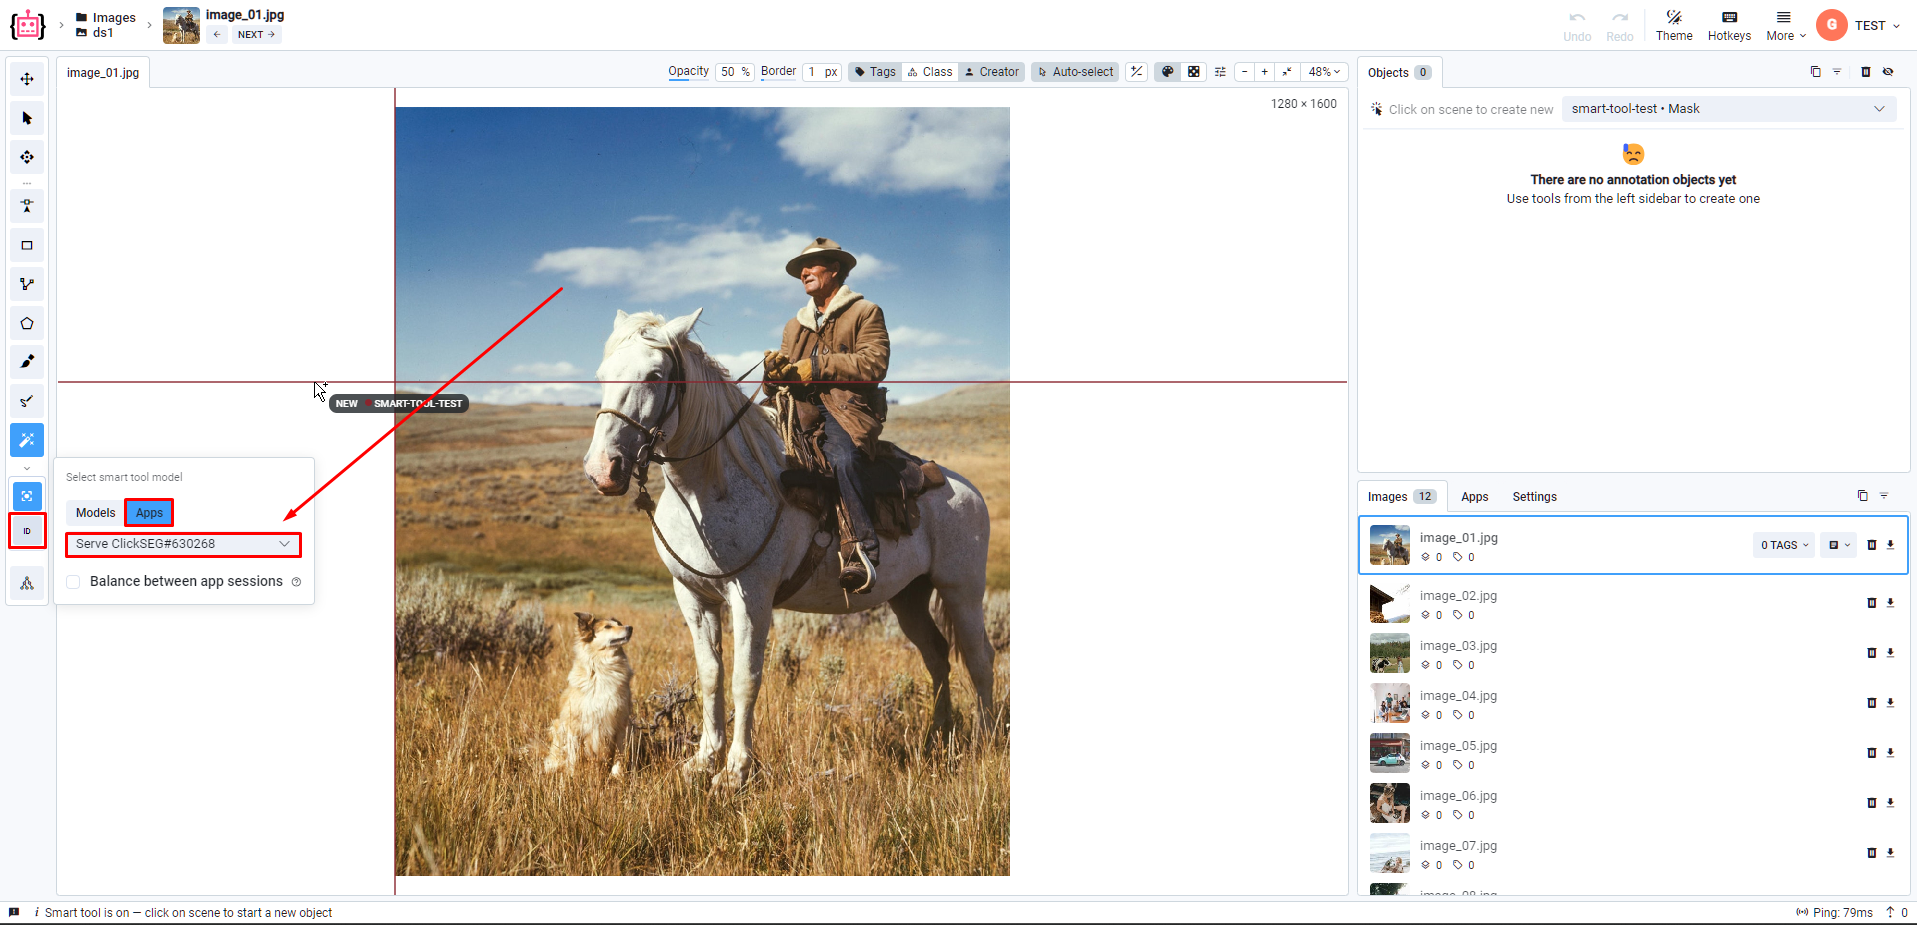 Images
ds1
image_01.jpg
NEXT
Undo
Redo
Theme
Hotkeys
More
G
TEST
image_01.jpg
Opacity 50 % Border 1 px Tags Class Creator Auto-select 48%
1280 × 1600
Objects 0
Click on scene to create new smart-tool-test • Mask
There are no annotation objects yet
Use tools from the left sidebar to create one
NEW SMART-TOOL-TEST
Select smart tool model
Models Apps
ID
Serve ClickSEG#630268
Balance between app sessions
Images 12 Apps Settings
image_01.jpg
0 0
0 TAGS
image_02.jpg
0 0
image_03.jpg
0 0
image_04.jpg
0 0
image_05.jpg
0 0
image_06.jpg
0 0
image_07.jpg
0 0
Smart tool is on — click on scene to start a new object
Ping: 79ms 0